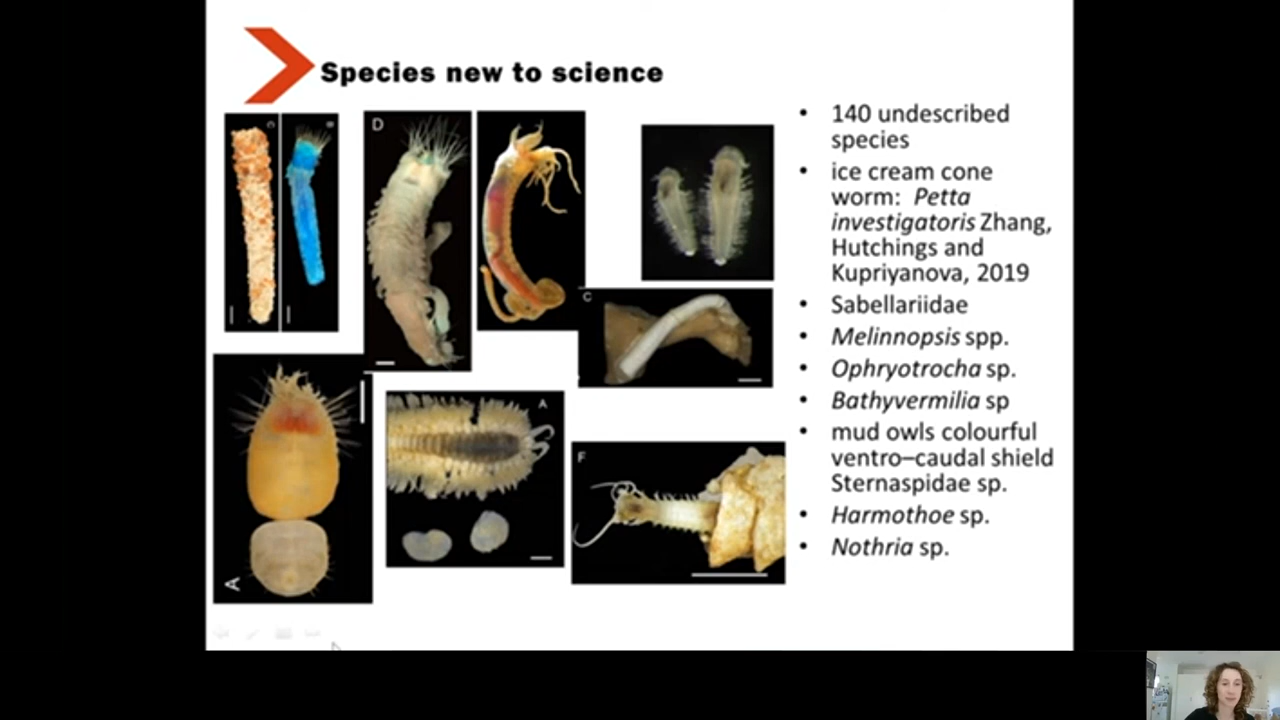 Species new to science
C
B
D
C
A
F
A
• 140 undescribed
species
• ice cream cone
worm: Petta
investigatoris Zhang,
Hutchings and
Kupriyanova, 2019
• Sabellariidae
• Melinnopsis spp.
• Ophryotrocha sp.
• Bathyvermilia sp
• mud owls colourful
ventro–caudal shield
Sternaspidae sp.
• Harmothoe sp.
• Nothria sp.